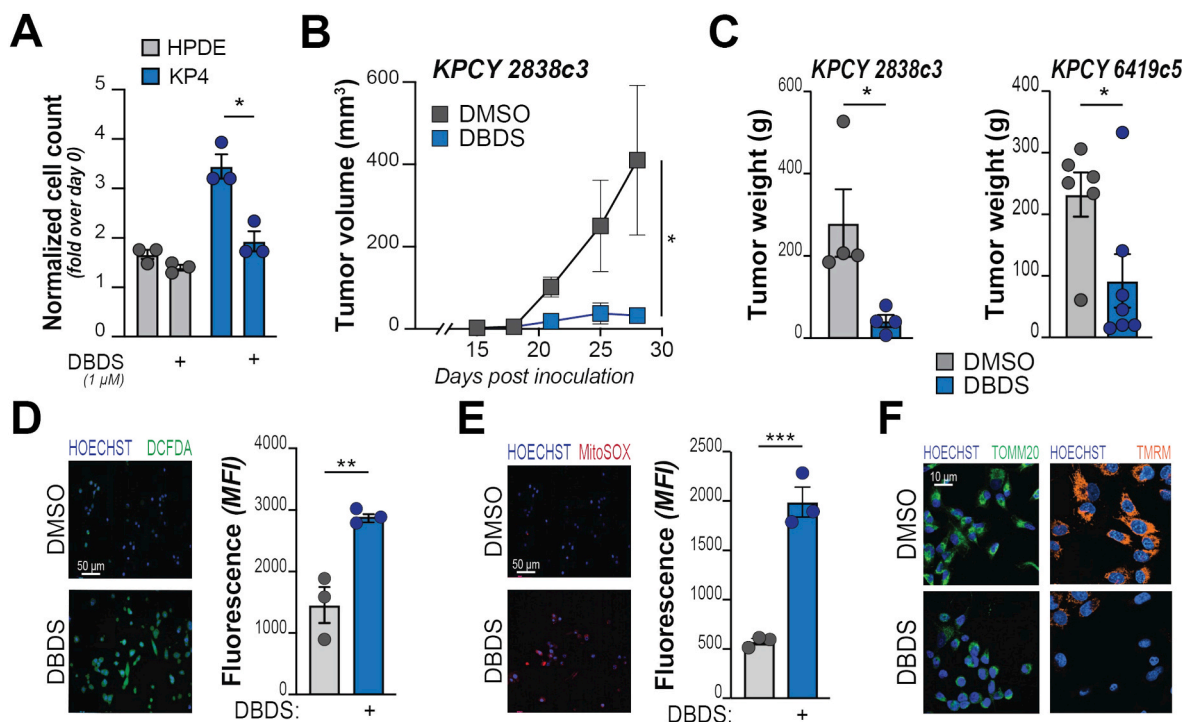 A
HPDE
KP4
Normalized cell count
(fold over day 0)
5
4
3
2
1
0
*
DBDS
(1 µM)
+
+
B
KPCY 2838c3
DMSO
DBDS
Tumor volume (mm³)
600
400
200
0
15
20
25
30
*
Days post inoculation
C
KPCY 2838c3
Tumor weight (g)
600
400
200
0
*
KPCY 6419c5
Tumor weight (g)
400
300
200
100
0
*
DMSO
DBDS
D
HOECHST DCFDA
DMSO
50 µm
DBDS
Fluorescence (MFI)
4000
3000
2000
1000
0
**
DBDS: +
E
HOECHST MitoSOX
DMSO
50 µm
DBDS
Fluorescence (MFI)
2500
2000
1500
1000
500
0
***
DBDS: +
F
HOECHST TOMM20
HOECHST TMRM
10 µm
DMSO
DBDS